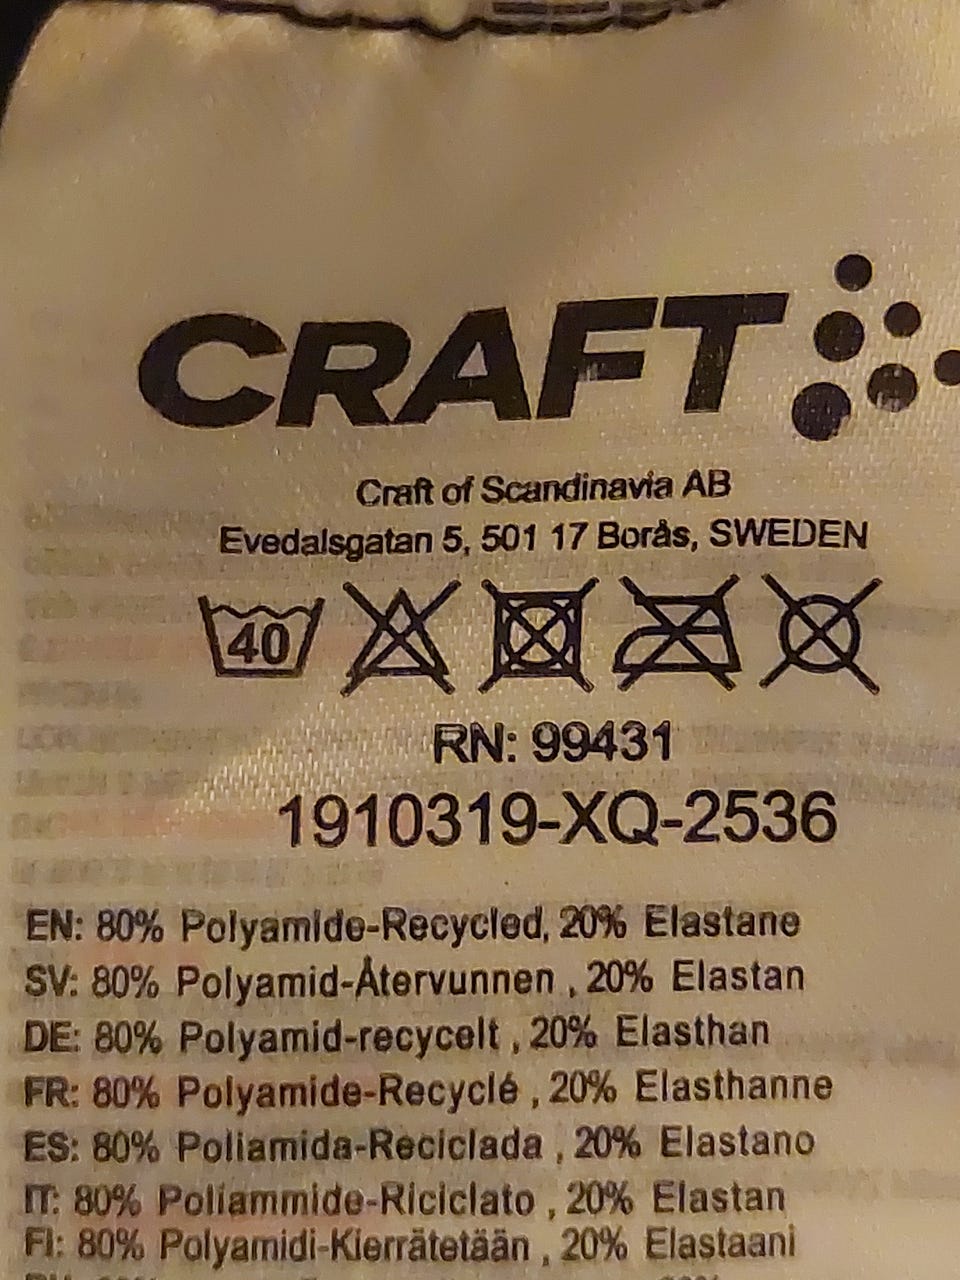 CRAFT
Craft of Scandinavia AB
Evedalsgatan 5, 501 17 Borås, SWEDEN
40
RN: 99431
1910319-XQ-2536
EN: 80% Polyamide-Recycled, 20% Elastane
SV: 80% Polyamid-Återvunnen , 20% Elastan
DE: 80% Polyamid-recycelt , 20% Elasthan
FR: 80% Polyamide-Recyclé , 20% Elasthanne
ES: 80% Poliamida-Reciclada , 20% Elastano
IT: 80% Poliammide-Riciclato , 20% Elastan
FI: 80% Polyamidi-Kierrätetään , 20% Elastaani